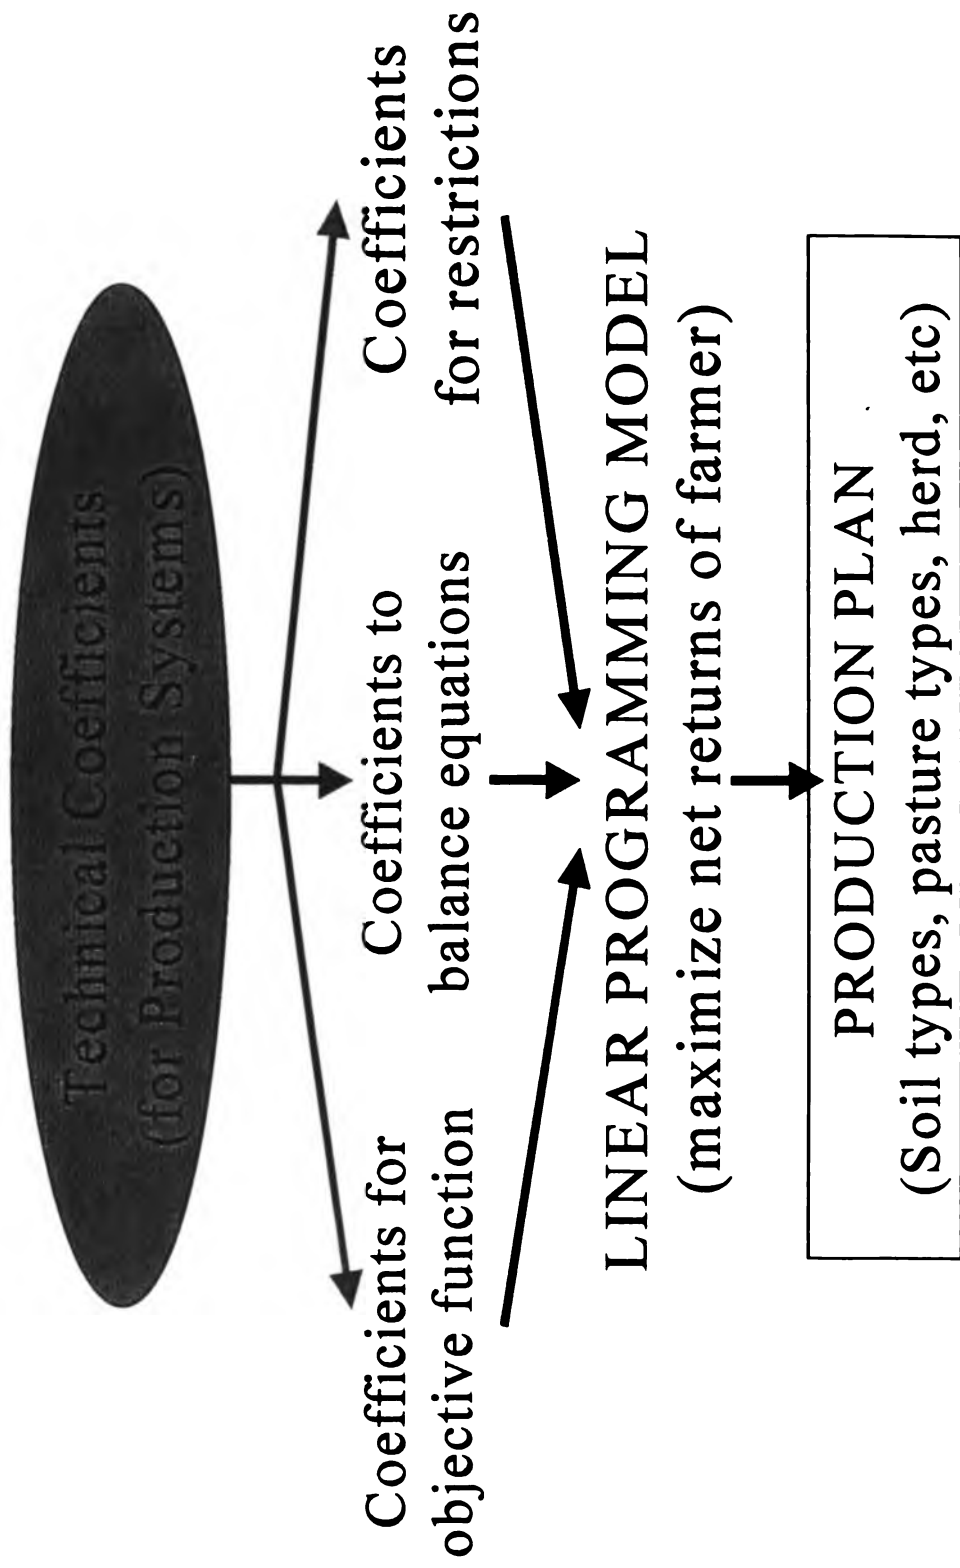 Technical Coefficients
(for Production Systems)
Coefficients for
objective function
Coefficients to
balance equations
Coefficients
for restrictions
LINEAR PROGRAMMING MODEL
(maximize net returns of farmer)
PRODUCTION PLAN
(Soil types, pasture types, herd, etc)